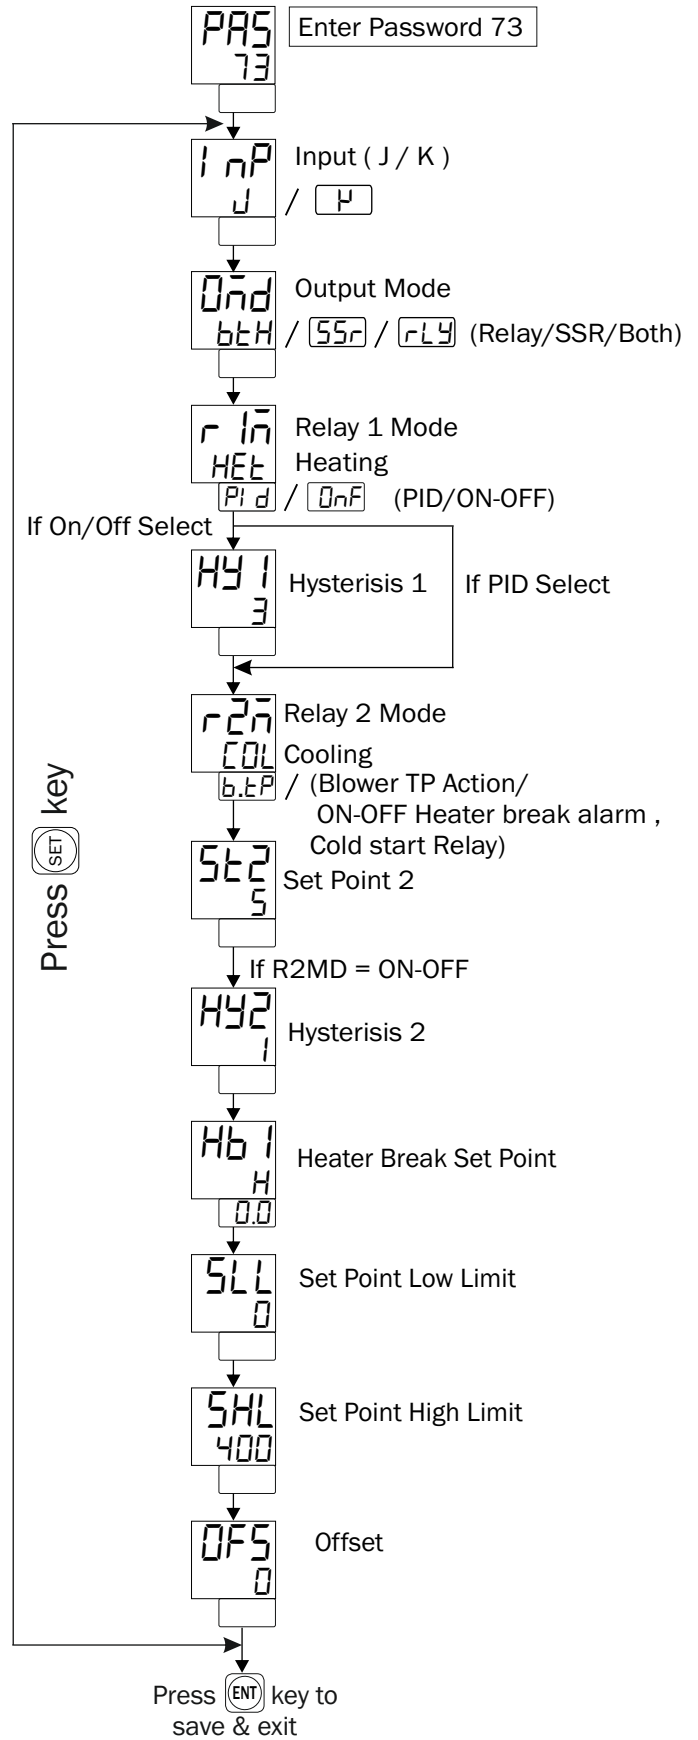 PAS Enter Password 73
73
InP Input ( J / K )
J / K
Omd Output Mode
btH / SSr / rLY (Relay/SSR/Both)
r1m Relay 1 Mode
HEt Heating
PId / OnF (PID/ON-OFF)
If On/Off Select
HY1 Hysterisis 1 If PID Select
3
r2m Relay 2 Mode
COL Cooling
b.tP / (Blower TP Action/
ON-OFF Heater break alarm ,
Cold start Relay)
St2 Set Point 2
5
If R2MD = ON-OFF
HY2 Hysterisis 2
1
Hb1 Heater Break Set Point
H
0.0
SLL Set Point Low Limit
0
SHL Set Point High Limit
400
OFS Offset
0
Press SET key
Press ENT key to
save & exit